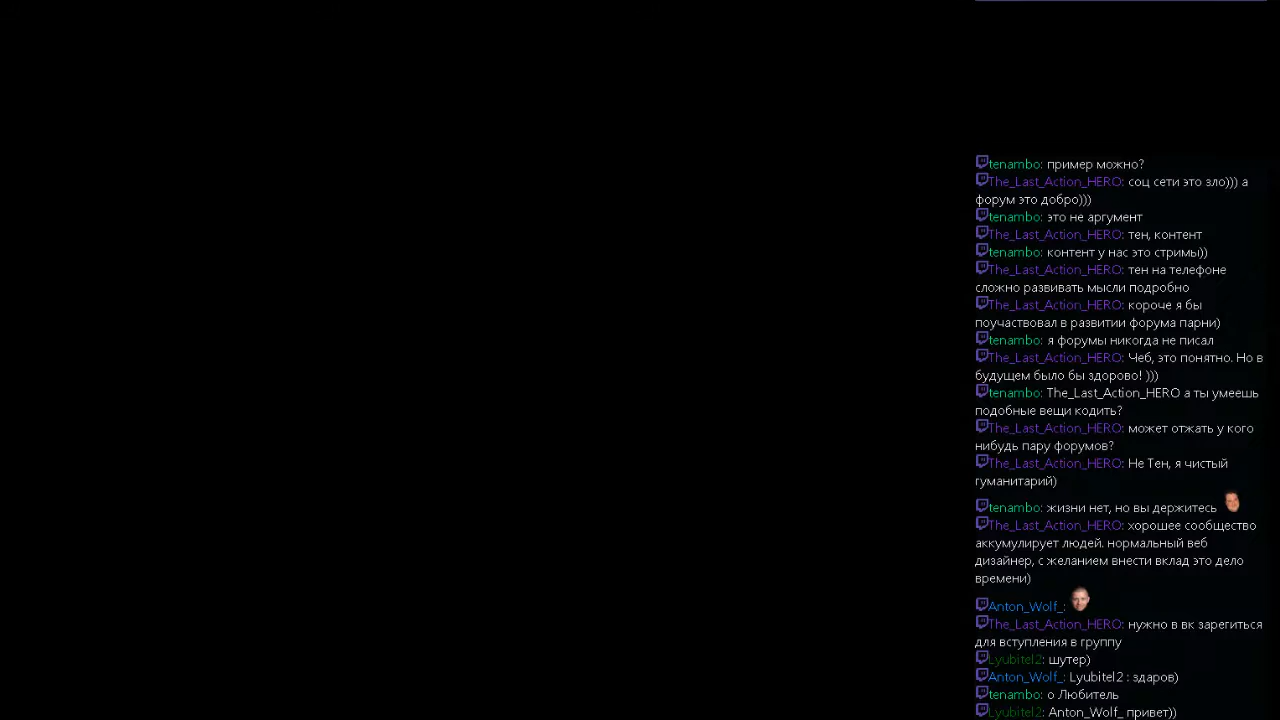 tenambo: пример можно?
The_Last_Action_HERO: соц сети это зло))) а
форум это добро)))
tenambo: это не аргумент
The_Last_Action_HERO: тен, контент
tenambo: контент у нас это стримы))
The_Last_Action_HERO: тен на телефоне
сложно развивать мысли подробно
The_Last_Action_HERO: короче я бы
поучаствовал в развитии форума парни)
tenambo: я форумы никогда не писал
The_Last_Action_HERO: Чеб, это понятно. Но в
будущем было бы здорово! )))
tenambo: The_Last_Action_HERO а ты умеешь
подобные вещи кодить?
The_Last_Action_HERO: может отжать у кого
нибудь пару форумов?
The_Last_Action_HERO: Не Тен, я чистый
гуманитарий)
tenambo: жизни нет, но вы держитесь
The_Last_Action_HERO: хорошее сообщество
аккумулирует людей. нормальный веб
дизайнер, с желанием внести вклад это дело
времени)
Anton_Wolf_:
The_Last_Action_HERO: нужно в вк зарегиться
для вступления в группу
Lyubitel2: шутер)
Anton_Wolf_: Lyubitel2 : здаров)
tenambo: о Любитель
Lyubitel2: Anton_Wolf_ привет))